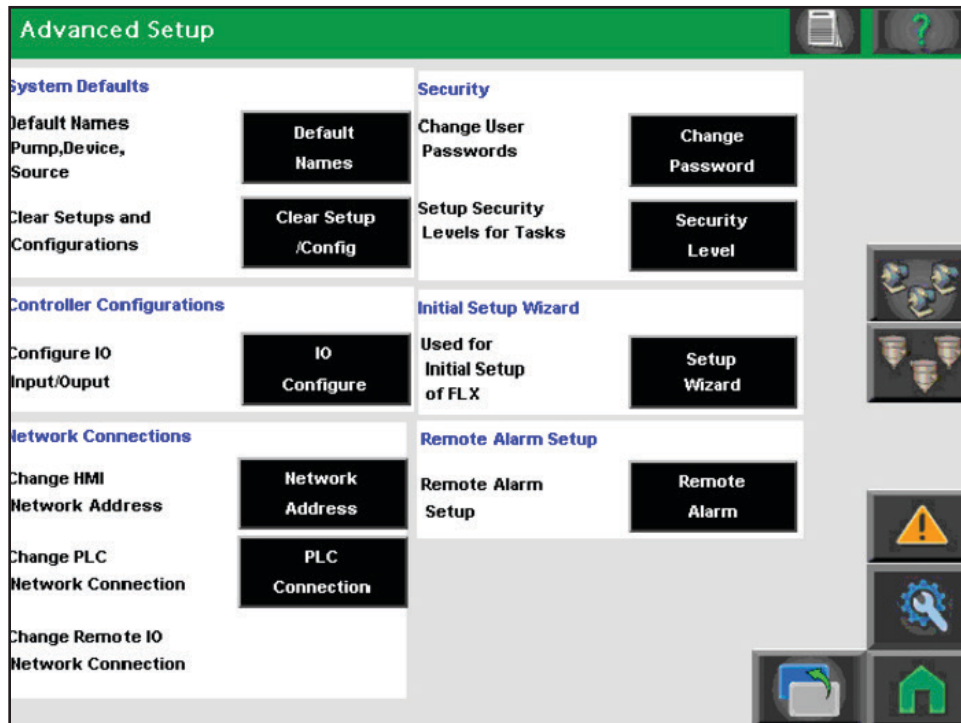 Advanced Setup
?
System Defaults
Default Names
Pump,Device,
Source
Default
Names
Clear Setups and
Configurations
Clear Setup
/Config
Controller Configurations
Configure IO
Input/Ouput
IO
Configure
Network Connections
Change HMI
Network Address
Network
Address
Change PLC
Network Connection
PLC
Connection
Change Remote IO
Network Connection
Security
Change User
Passwords
Change
Password
Setup Security
Levels for Tasks
Security
Level
Initial Setup Wizard
Used for
Initial Setup
of FLX
Setup
Wizard
Remote Alarm Setup
Remote Alarm
Setup
Remote
Alarm